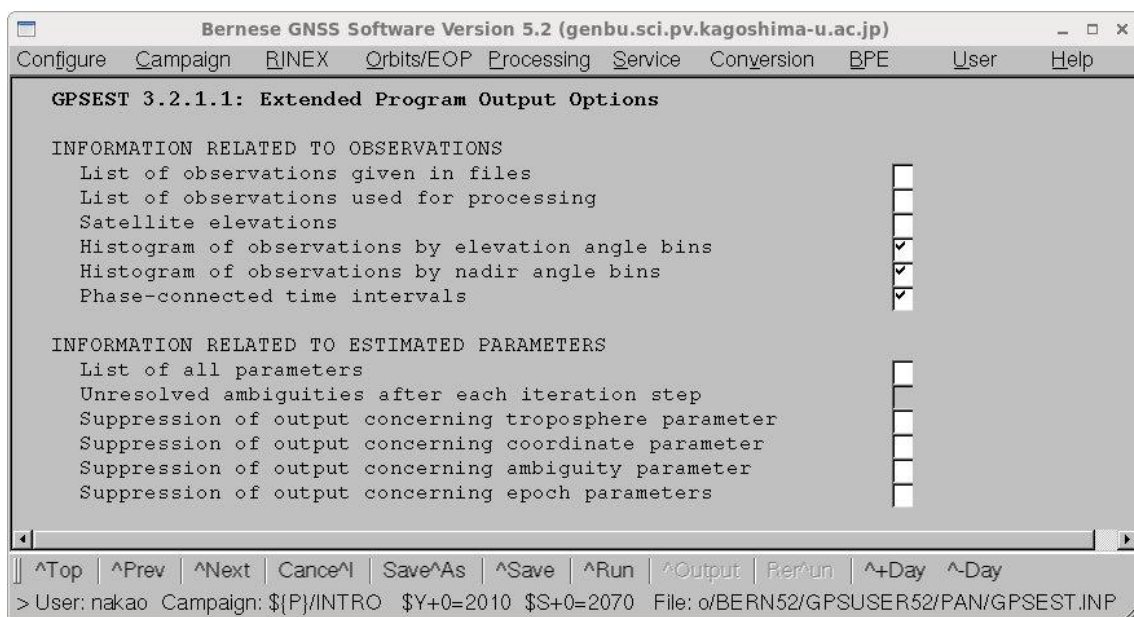 Bernese GNSS Software Version 5.2 (genbu.sci.pv.kagoshima-u.ac.jp)
Configure Campaign RINEX Orbits/EOP Processing Service Conversion BPE User Help
GPSEST 3.2.1.1: Extended Program Output Options
INFORMATION RELATED TO OBSERVATIONS
List of observations given in files
List of observations used for processing
Satellite elevations
Histogram of observations by elevation angle bins
Histogram of observations by nadir angle bins
Phase-connected time intervals
INFORMATION RELATED TO ESTIMATED PARAMETERS
List of all parameters
Unresolved ambiguities after each iteration step
Suppression of output concerning troposphere parameter
Suppression of output concerning coordinate parameter
Suppression of output concerning ambiguity parameter
Suppression of output concerning epoch parameters
^Top | ^Prev | ^Next | Cance^l | Save^As | ^Save | ^Run | ^Output | Rer^un | ^+Day ^-Day
> User: nakao Campaign: ${P}/INTRO $Y+0=2010 $S+0=2070 File: o/BERN52/GPSUSER52/PAN/GPSEST.INP